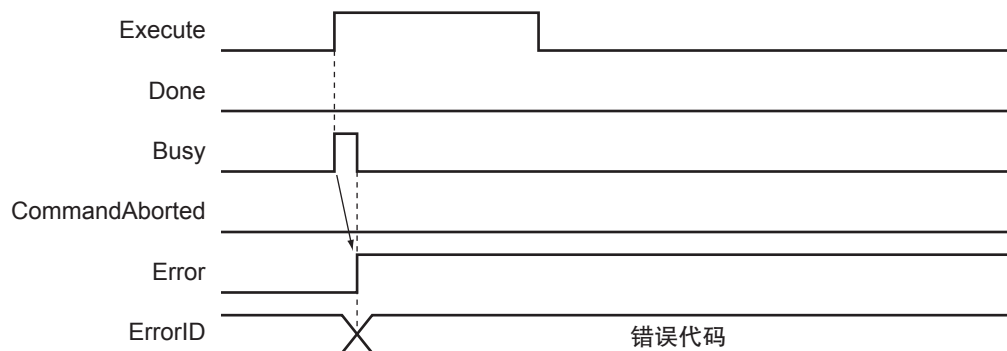 Execute
Done
Busy
CommandAborted
Error
ErrorID
错误代码